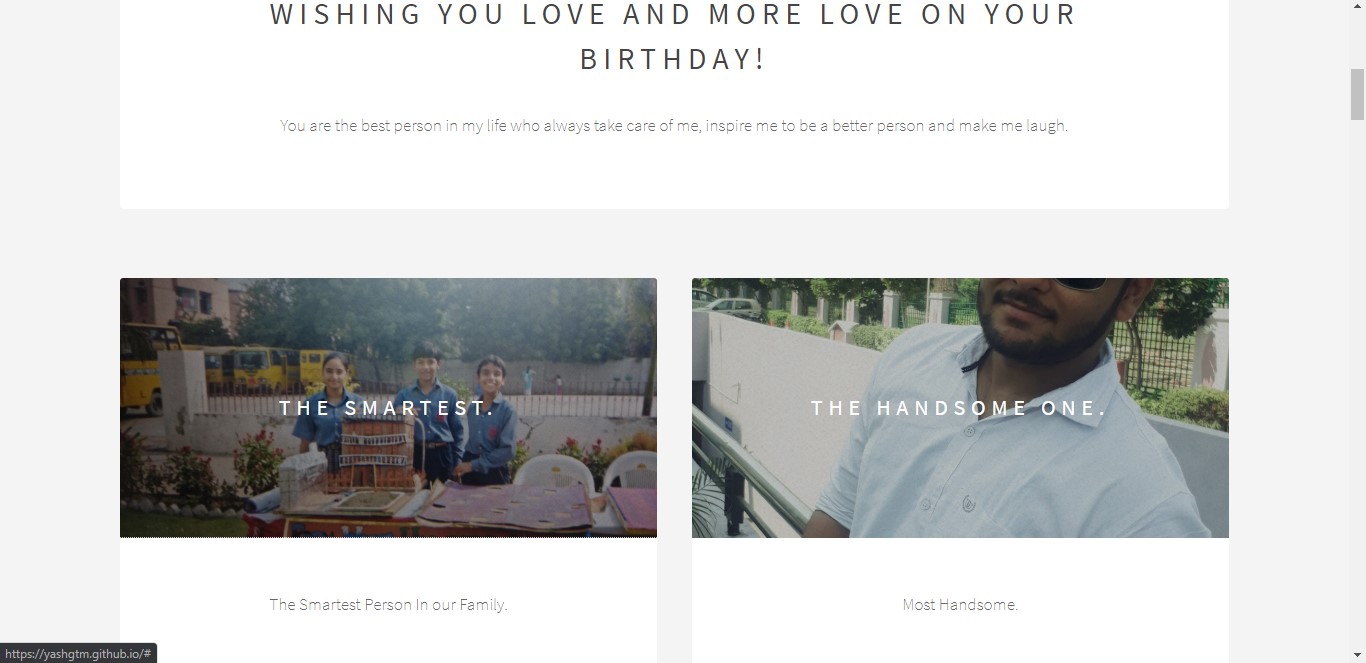 WISHING YOU LOVE AND MORE LOVE ON YOUR
BIRTHDAY!
You are the best person in my life who always take care of me, inspire me to be a better person and make me laugh.
THE SMARTEST.
THE HANDSOME ONE.
The Smartest Person In our Family.
Most Handsome.
https://yashgtm.github.io/#